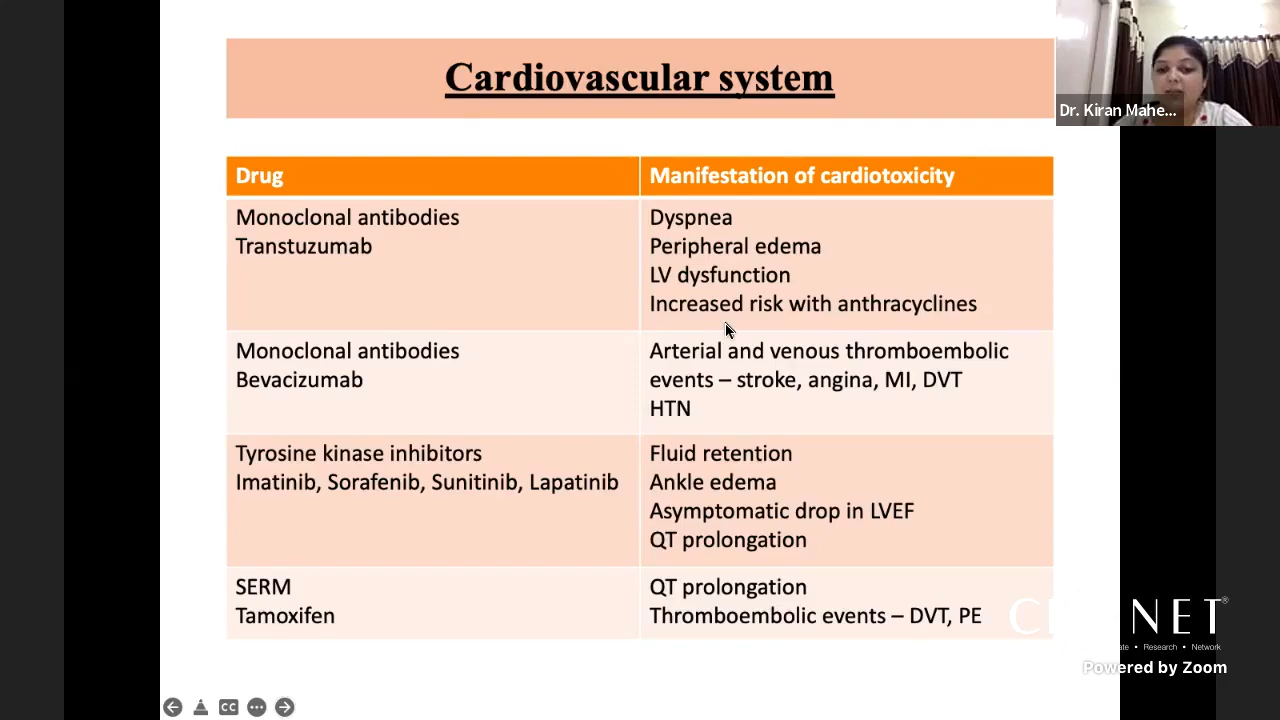 Cardiovascular system
Dr. Kiran Mahe...
Drug
Manifestation of cardiotoxicity
Monoclonal antibodies
Transtuzumab
Dyspnea
Peripheral edema
LV dysfunction
Increased risk with anthracyclines
Monoclonal antibodies
Bevacizumab
Arterial and venous thromboembolic
events – stroke, angina, MI, DVT
HTN
Tyrosine kinase inhibitors
Imatinib, Sorafenib, Sunitinib, Lapatinib
Fluid retention
Ankle edema
Asymptomatic drop in LVEF
QT prolongation
SERM
Tamoxifen
QT prolongation
Thromboembolic events – DVT, PE
NET®
• Research • Network
Powered by Zoom
CC